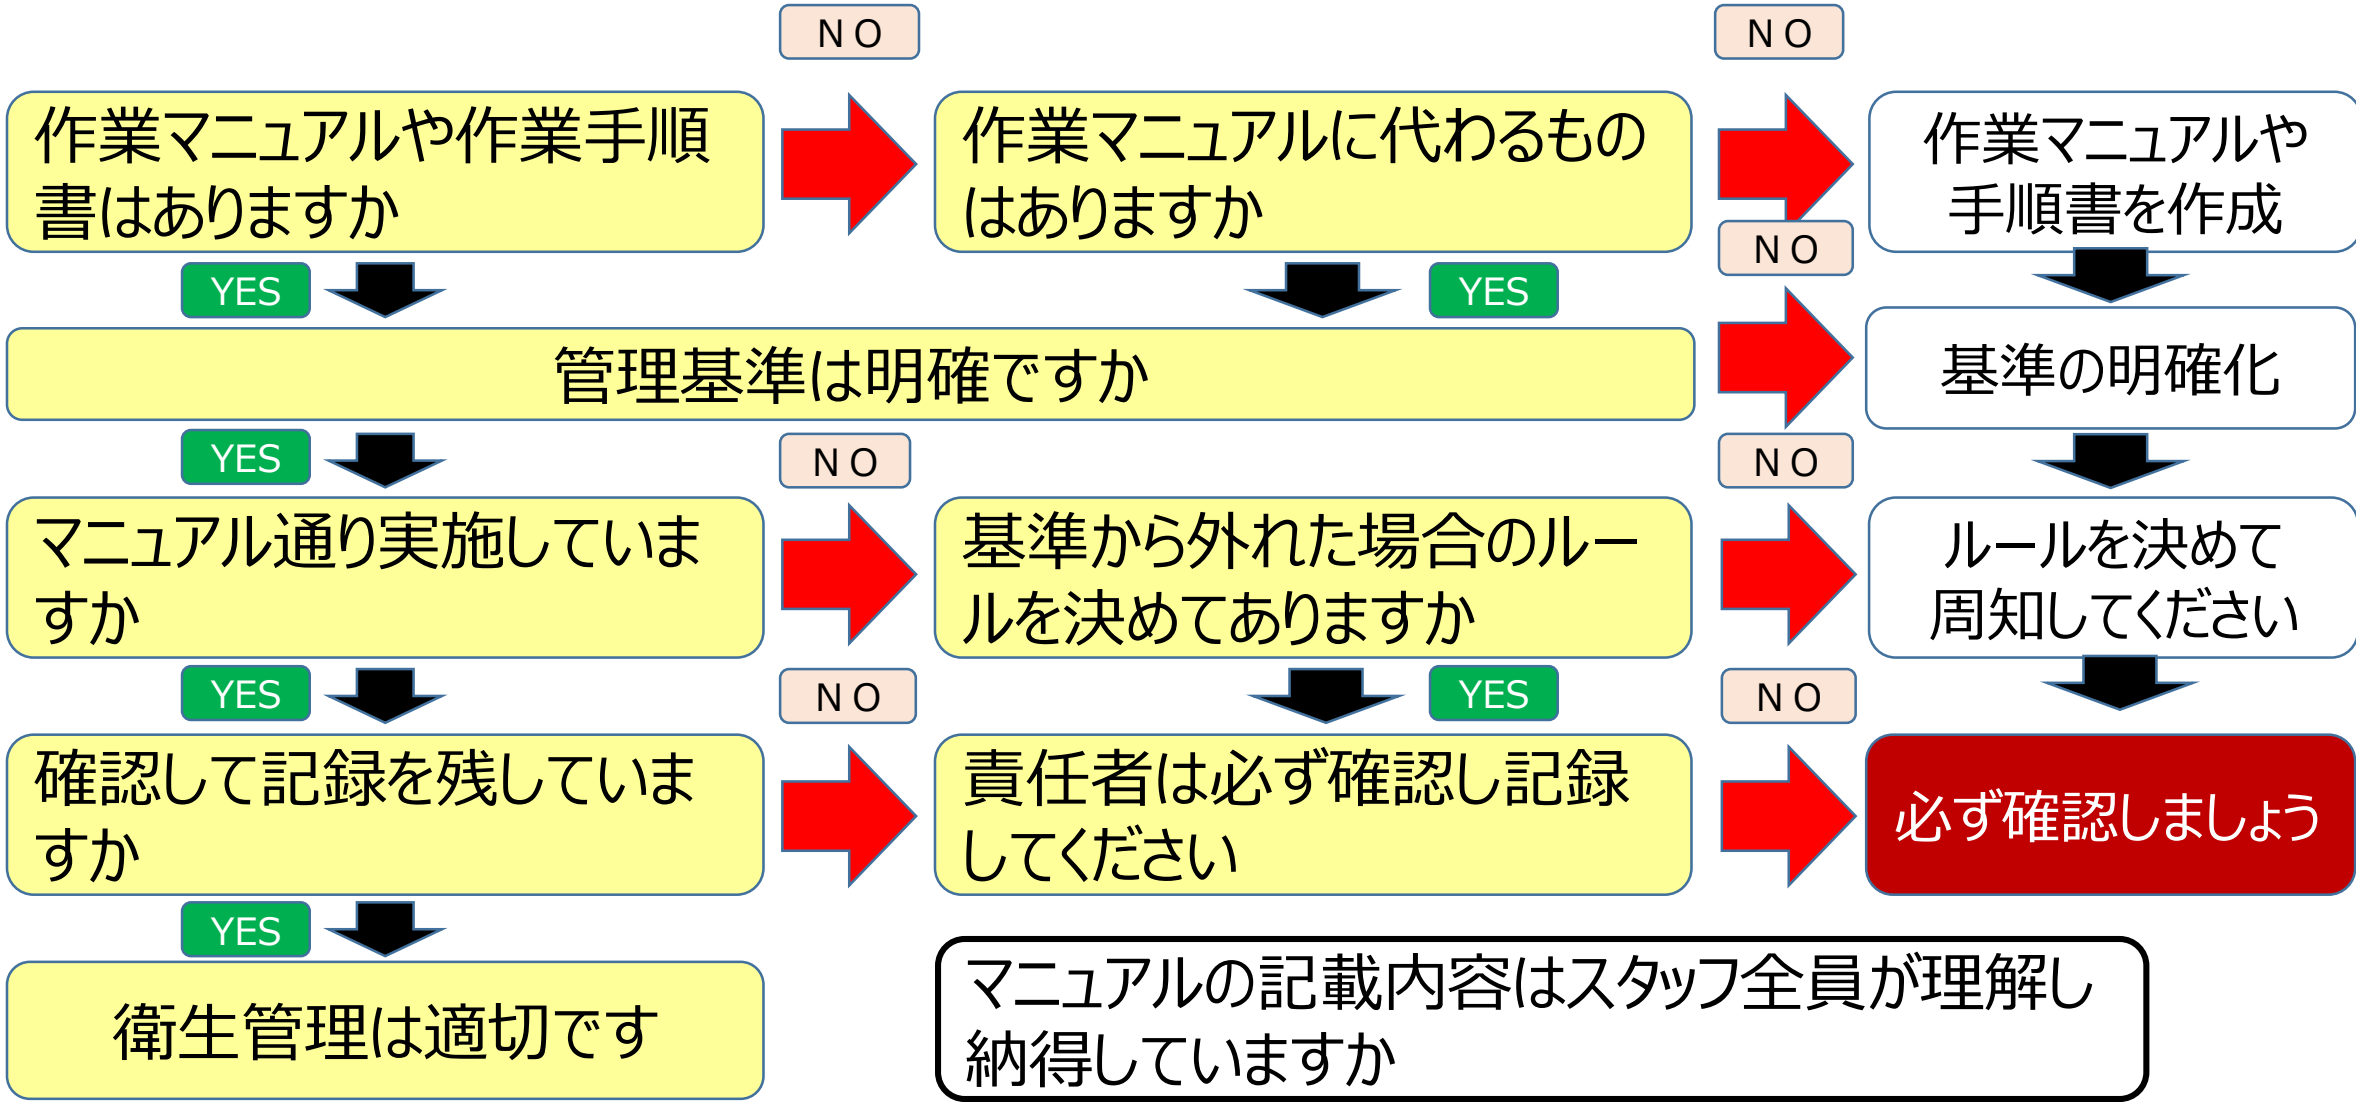 ＮＯ
ＮＯ
作業マニュアルや作業手順
書はありますか
作業マニュアルに代わるもの
はありますか
作業マニュアルや
手順書を作成
ＮＯ
YES
YES
管理基準は明確ですか
基準の明確化
YES
ＮＯ
ＮＯ
マニュアル通り実施していま
すか
基準から外れた場合のルー
ルを決めてありますか
ルールを決めて
周知してください
YES
ＮＯ
YES
ＮＯ
確認して記録を残していま
すか
責任者は必ず確認し記録
してください
必ず確認しましょう
YES
衛生管理は適切です
マニュアルの記載内容はスタッフ全員が理解し
納得していますか